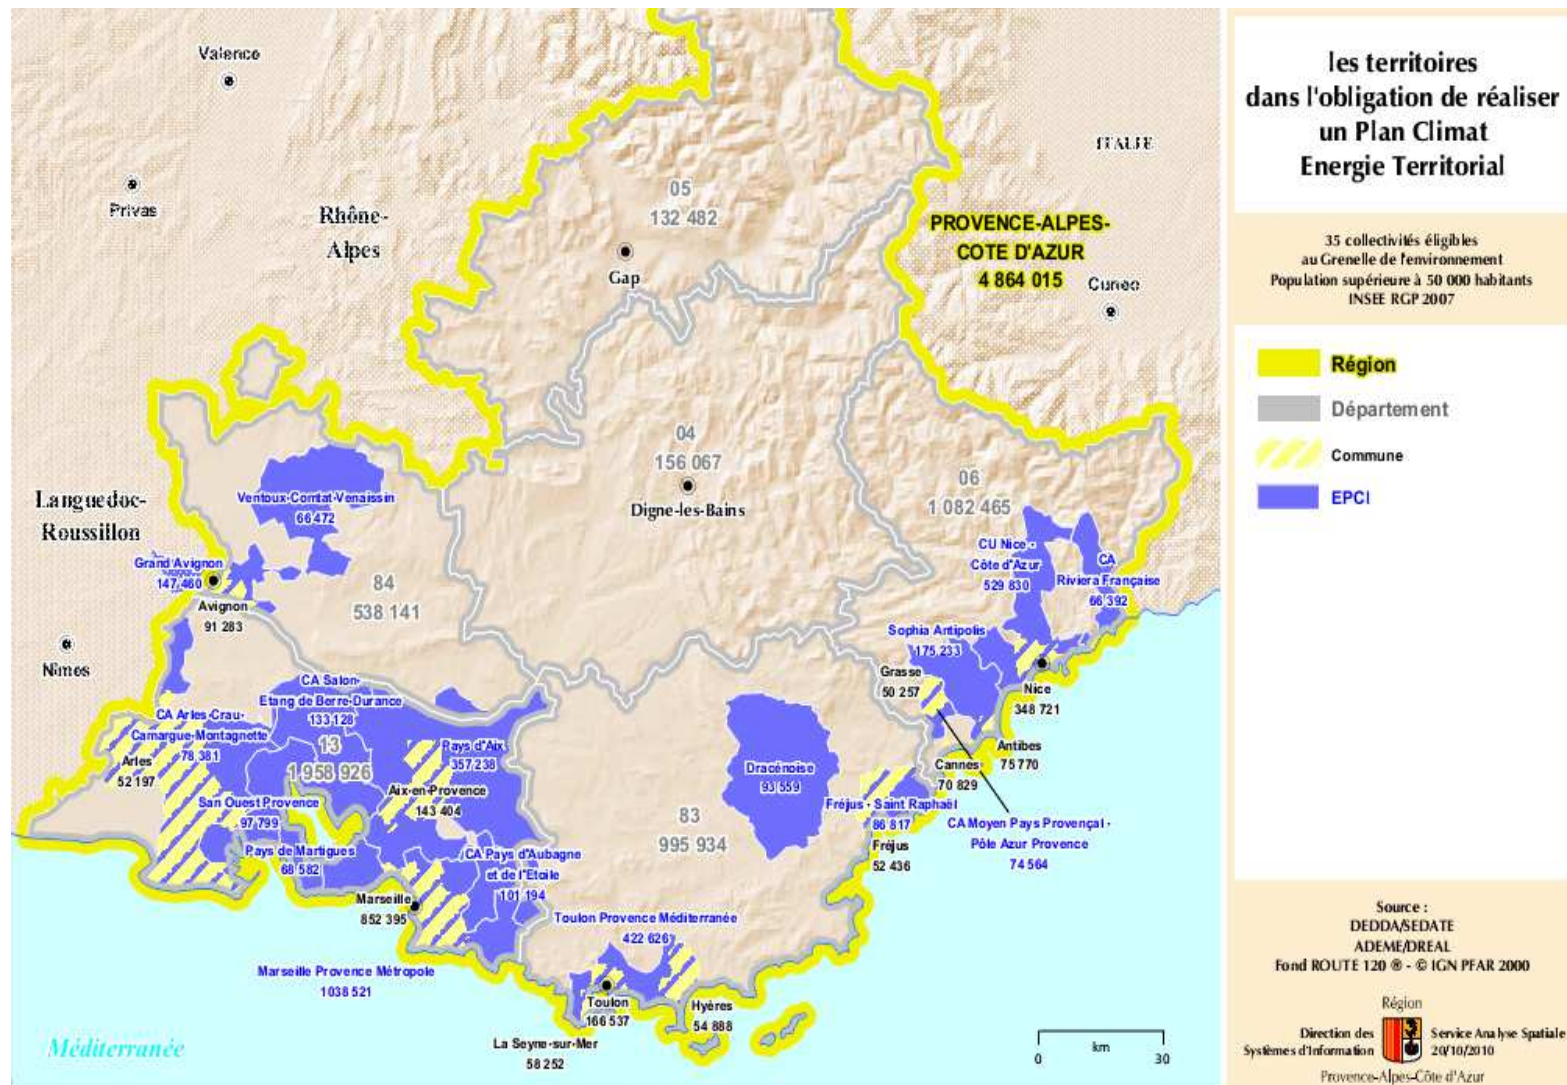 Valence
Privas
Rhône-
Alpes
ITALIE
05
132 482
Gap
PROVENCE-ALPES-
COTE D'AZUR
4 864 015
Cuneo
04
156 067
Digne-les-Bains
06
1 082 465
Languedoc-
Roussillon
Ventoux-Comtat-Venaissin
66 472
Grand Avignon
147 460
Avignon
91 283
84
538 141
Nîmes
CU Nice -
Côte d'Azur
529 830
CA
Riviera Française
66 392
Sophia Antipolis
175 233
Grasse
50 257
Nice
348 721
Antibes
75 770
Cannes
70 829
CA Moyen Pays Provençal -
Pôle Azur Provence
74 564
CA Salon-
Etang de Berre-Durance
133 128
13
1 958 926
CA Arles-Crau-
Camargue-Montagnette
78 381
Arles
52 197
Pays d'Aix
357 238
Aix-en-Provence
143 404
San Ouest Provence
97 799
Pays de Martigues
68 582
CA Pays d'Aubagne
et de l'Etoile
101 194
Marseille
852 395
Marseille Provence Métropole
1038 521
Dracénoise
93 559
83
995 934
Fréjus - Saint Raphaël
86 817
Fréjus
52 436
Toulon Provence Méditerranée
422 626
Toulon
166 537
Hyères
54 888
La Seyne-sur-Mer
58 252
Méditerranée
0 km 30
les territoires
dans l'obligation de réaliser
un Plan Climat
Energie Territorial
35 collectivités éligibles
au Grenelle de l'environnement
Population supérieure à 50 000 habitants
INSEE RGP 2007
Région
Département
Commune
EPCI
Source :
DEDDA/SEDATE
ADEME/DREAL
Fond ROUTE 120 ® - © IGN PFAR 2000
Région
Direction des
Systèmes d'Information
Service Analyse Spatiale
20/10/2010
Provence-Alpes-Côte d'Azur